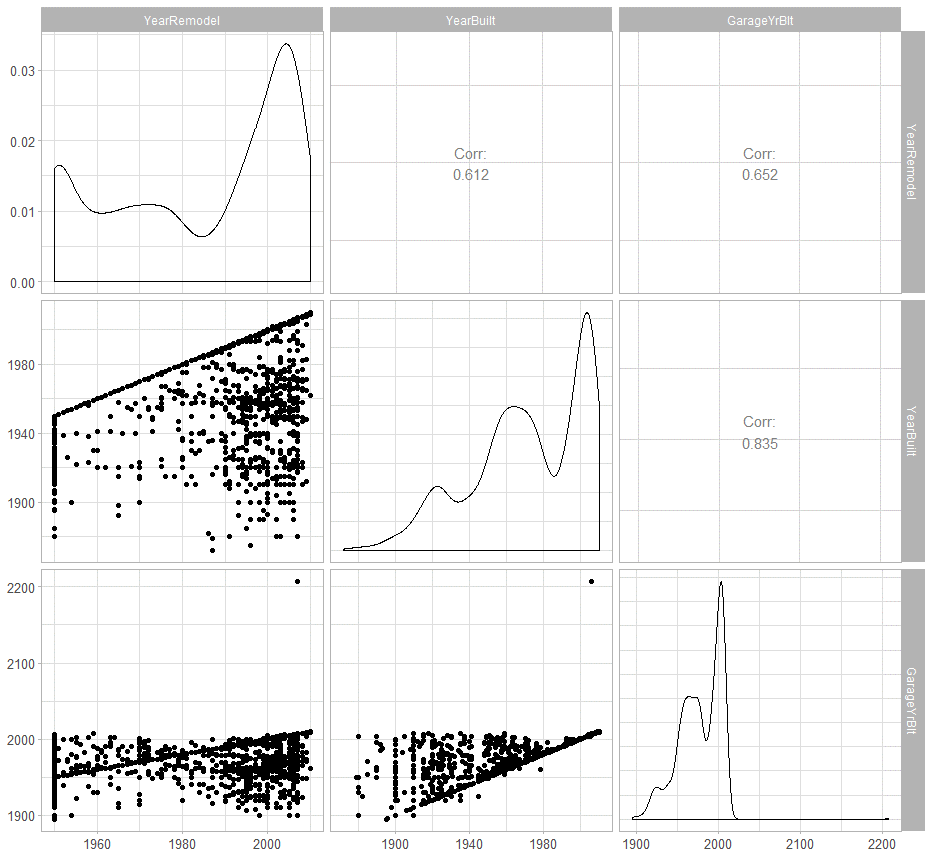 YearRemodel YearBuilt GarageYrBlt
0.03
0.02
0.01
0.00
Corr:
0.612
Corr:
0.652
YearRemodel
1980
1940
1900
Corr:
0.835
YearBuilt
2200
2100
2000
1900
GarageYrBlt
1960 1980 2000
1900 1940 1980
1900 2000 2100 2200